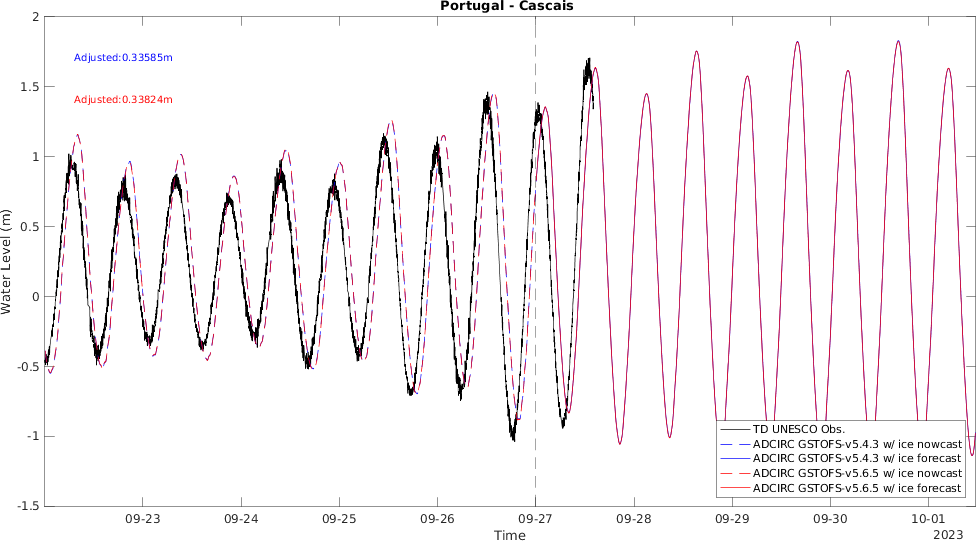 Portugal - Cascais
2
Adjusted:0.33585m
1.5
Adjusted:0.33824m
1
0.5
Water Level (m)
0
-0.5
-1
TD UNESCO Obs.
ADCIRC GSTOFS-v5.4.3 w/ ice nowcast
ADCIRC GSTOFS-v5.4.3 w/ ice forecast
ADCIRC GSTOFS-v5.6.5 w/ ice nowcast
ADCIRC GSTOFS-v5.6.5 w/ ice forecast
-1.5
09-23 09-24 09-25 09-26 09-27 09-28 09-29 09-30 10-01
Time
2023